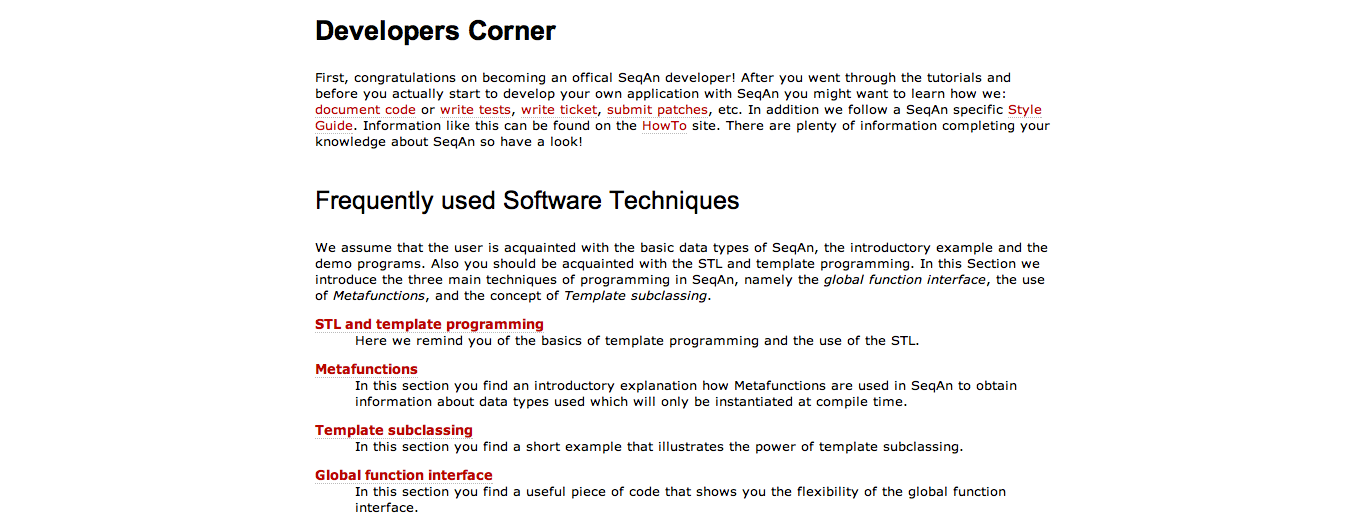 Developers Corner
First, congratulations on becoming an offical SeqAn developer! After you went through the tutorials and
before you actually start to develop your own application with SeqAn you might want to learn how we:
document code or write tests, write ticket, submit patches, etc. In addition we follow a SeqAn specific Style
Guide. Information like this can be found on the HowTo site. There are plenty of information completing your
knowledge about SeqAn so have a look!
Frequently used Software Techniques
We assume that the user is acquainted with the basic data types of SeqAn, the introductory example and the
demo programs. Also you should be acquainted with the STL and template programming. In this Section we
introduce the three main techniques of programming in SeqAn, namely the global function interface, the use
of Metafunctions, and the concept of Template subclassing.
STL and template programming
Here we remind you of the basics of template programming and the use of the STL.
Metafunctions
In this section you find an introductory explanation how Metafunctions are used in SeqAn to obtain
information about data types used which will only be instantiated at compile time.
Template subclassing
In this section you find a short example that illustrates the power of template subclassing.
Global function interface
In this section you find a useful piece of code that shows you the flexibility of the global function
interface.